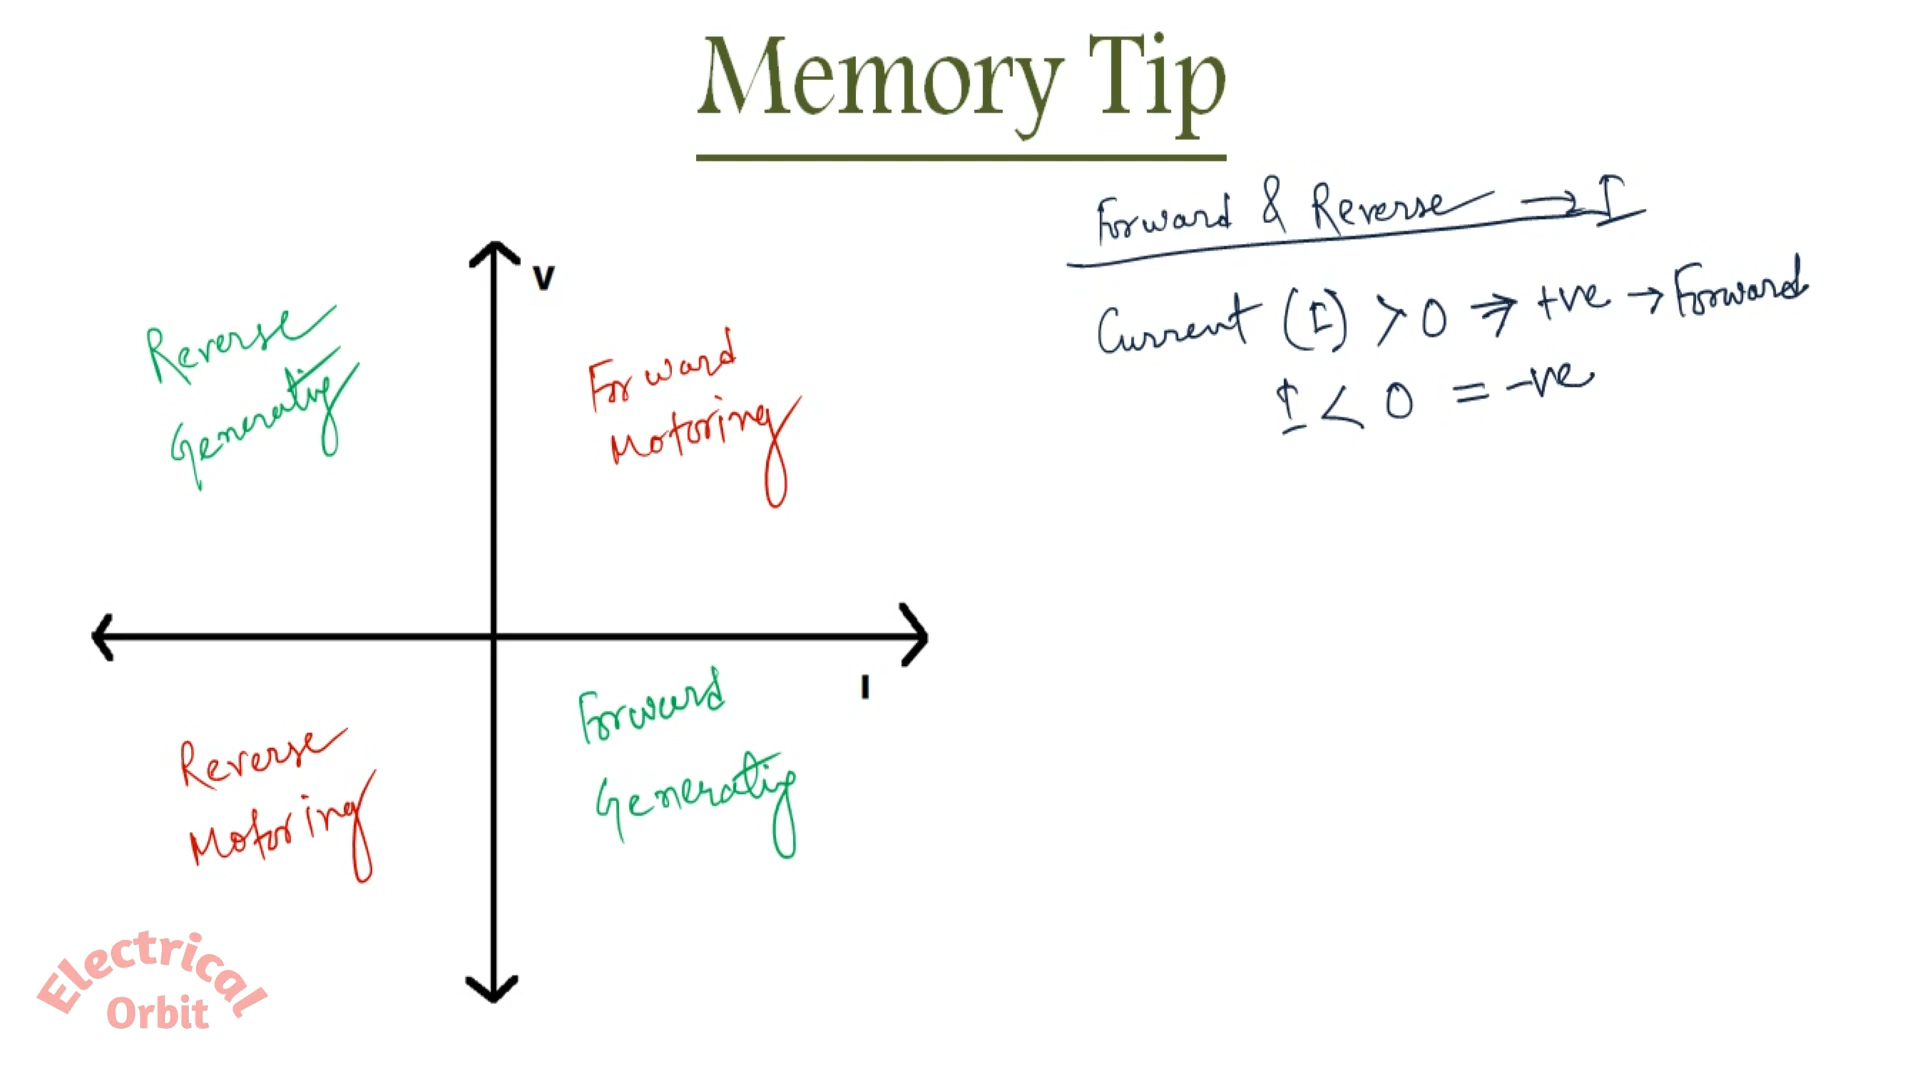 Memory Tip
Forward & Reverse → I
Current (I) > 0 ⇒ +ve → Forward
I < 0 = -ve
V
Reverse
Generating
Forward
Motoring
I
Reverse
Motoring
Forward
Generating
Electrical
Orbit